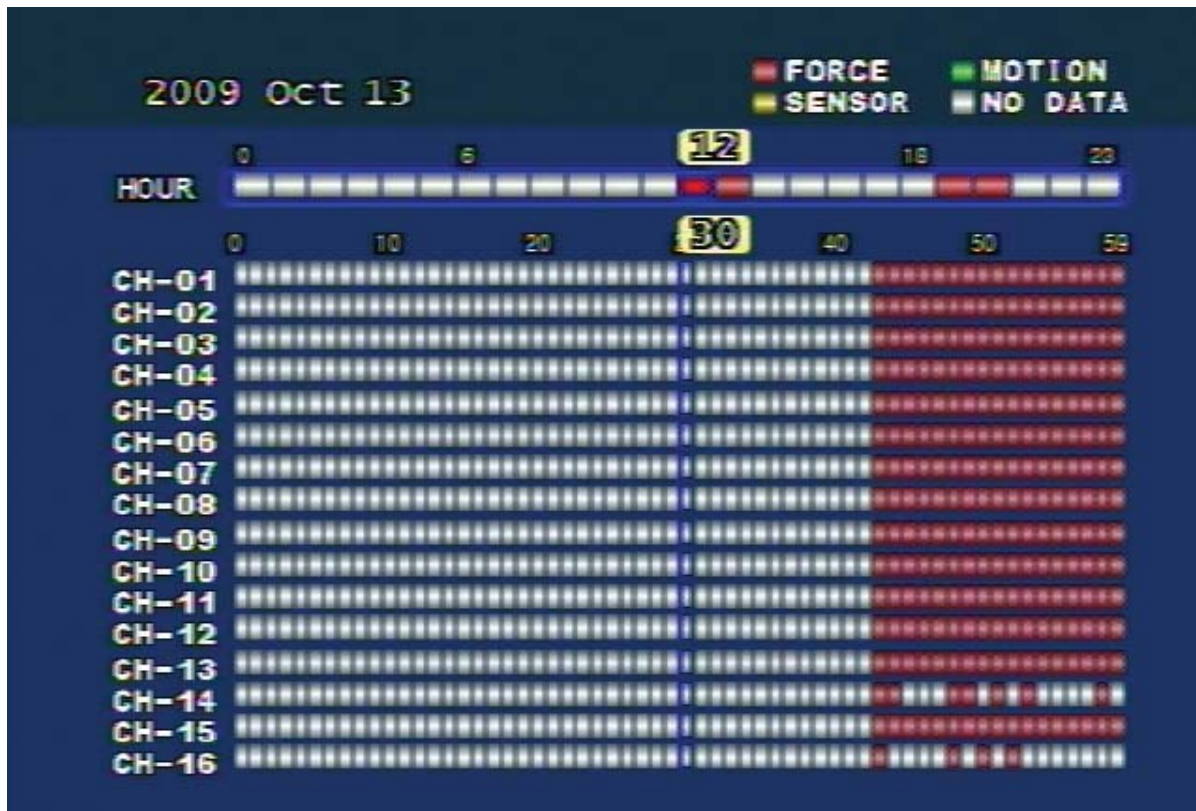 2009 Oct 13
FORCE MOTION
SENSOR NO DATA
0 6 12 18 23
HOUR
0 10 20 30 40 50 59
CH-01
CH-02
CH-03
CH-04
CH-05
CH-06
CH-07
CH-08
CH-09
CH-10
CH-11
CH-12
CH-13
CH-14
CH-15
CH-16